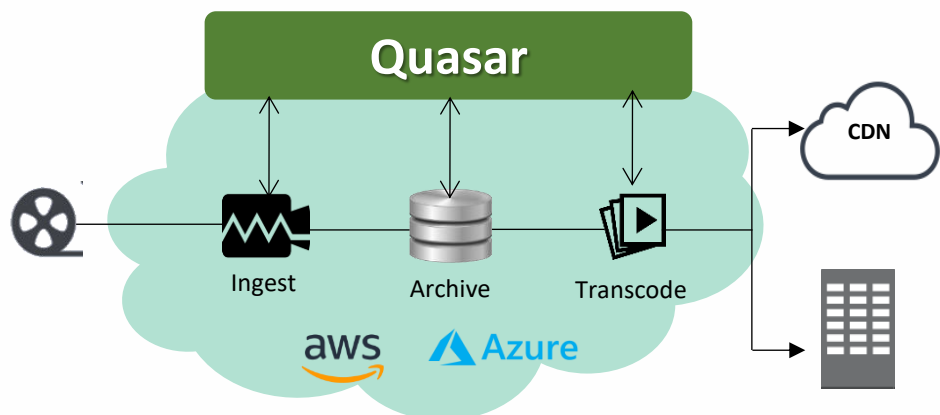 Quasar
CDN
Ingest
Archive
Transcode
aws
Azure